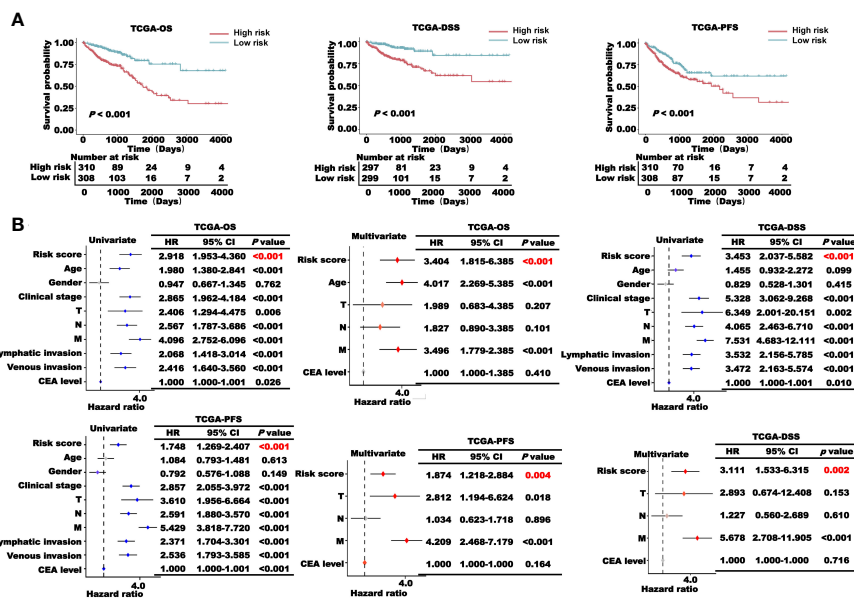 A
TCGA-OS
High risk
Low risk
Survival probability
1.00
0.75
0.50
0.25
0.00
P < 0.001
0 1000 2000 3000 4000
Time (Days)
Number at risk
High risk 310 89 24 9 4
Low risk 308 103 16 7 2
0 1000 2000 3000 4000
Time (Days)
TCGA-DSS
High risk
Low risk
Survival probability
1.00
0.75
0.50
0.25
0.00
P < 0.001
0 1000 2000 3000 4000
Time (Days)
Number at risk
High risk 297 81 23 9 4
Low risk 299 101 15 7 2
0 1000 2000 3000 4000
Time (Days)
TCGA-PFS
High risk
Low risk
Survival probability
1.00
0.75
0.50
0.25
0.00
P < 0.001
0 1000 2000 3000 4000
Time (Days)
Number at risk
High risk 310 70 16 7 4
Low risk 308 87 15 7 2
0 1000 2000 3000 4000
Time (Days)
B
TCGA-OS
Univariate HR 95% CI P value
Risk score 2.918 1.953-4.360 <0.001
Age 1.980 1.380-2.841 <0.001
Gender 0.947 0.667-1.345 0.762
Clinical stage 2.865 1.962-4.184 <0.001
T 2.406 1.294-4.475 0.006
N 2.567 1.787-3.686 <0.001
M 4.096 2.752-6.096 <0.001
ymphatic invasion 2.068 1.418-3.014 <0.001
Venous invasion 2.416 1.640-3.560 <0.001
CEA level 1.000 1.000-1.001 0.026
4.0
Hazard ratio
TCGA-OS
Multivariate HR 95% CI P value
Risk score 3.404 1.815-6.385 <0.001
Age 4.017 2.269-5.385 <0.001
T 1.989 0.683-4.385 0.207
N 1.827 0.890-3.385 0.101
M 3.496 1.779-2.385 <0.001
CEA level 1.000 1.000-1.385 0.410
4.0
Hazard ratio
TCGA-DSS
Univariate HR 95% CI P value
Risk score 3.453 2.037-5.582 <0.001
Age 1.455 0.932-2.272 0.099
Gender 0.829 0.528-1.301 0.415
Clinical stage 5.328 3.062-9.268 <0.001
T 6.349 2.001-20.151 0.002
N 4.065 2.463-6.710 <0.001
M 7.531 4.683-12.111 <0.001
Lymphatic invasion 3.532 2.156-5.785 <0.001
Venous invasion 3.472 2.163-5.574 <0.001
CEA level 1.000 1.000-1.001 0.010
4.0
Hazard ratio
TCGA-PFS
Univariate HR 95% CI P value
Risk score 1.748 1.269-2.407 <0.001
Age 1.084 0.793-1.481 0.613
Gender 0.792 0.576-1.088 0.149
Clinical stage 2.857 2.055-3.972 <0.001
T 3.610 1.956-6.664 <0.001
N 2.591 1.880-3.570 <0.001
M 5.429 3.818-7.720 <0.001
ymphatic invasion 2.371 1.704-3.301 <0.001
Venous invasion 2.536 1.793-3.585 <0.001
CEA level 1.000 1.000-1.001 <0.001
4.0
Hazard ratio
TCGA-PFS
Multivariate HR 95% CI P value
Risk score 1.874 1.218-2.884 0.004
T 2.812 1.194-6.624 0.018
N 1.034 0.623-1.718 0.896
M 4.209 2.468-7.179 <0.001
CEA level 1.000 1.000-1.000 0.164
4.0
Hazard ratio
TCGA-DSS
Multivariate HR 95% CI p value
Risk score 3.111 1.533-6.315 0.002
T 2.893 0.674-12.408 0.153
N 1.227 0.560-2.689 0.610
M 5.678 2.708-11.905 <0.001
CEA level 1.000 1.000-1.000 0.716
4.0
Hazard ratio